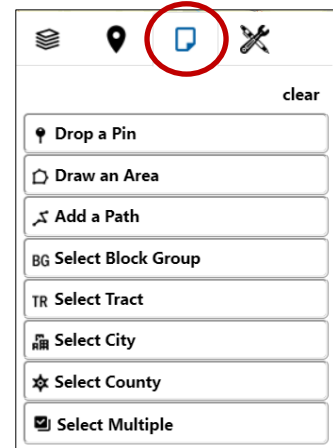 clear
Drop a Pin
Draw an Area
Add a Path
BG Select Block Group
TR Select Tract
Select City
Select County
Select Multiple